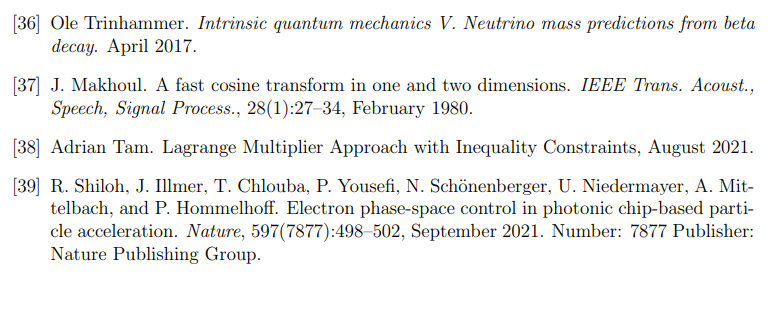 [36] Ole Trinhammer. Intrinsic quantum mechanics V. Neutrino mass predictions from beta
decay. April 2017.
[37] J. Makhoul. A fast cosine transform in one and two dimensions. IEEE Trans. Acoust.,
Speech, Signal Process., 28(1):27–34, February 1980.
[38] Adrian Tam. Lagrange Multiplier Approach with Inequality Constraints, August 2021.
[39] R. Shiloh, J. Illmer, T. Chlouba, P. Yousefi, N. Schönenberger, U. Niedermayer, A. Mit-
telbach, and P. Hommelhoff. Electron phase-space control in photonic chip-based parti-
cle acceleration. Nature, 597(7877):498–502, September 2021. Number: 7877 Publisher:
Nature Publishing Group.